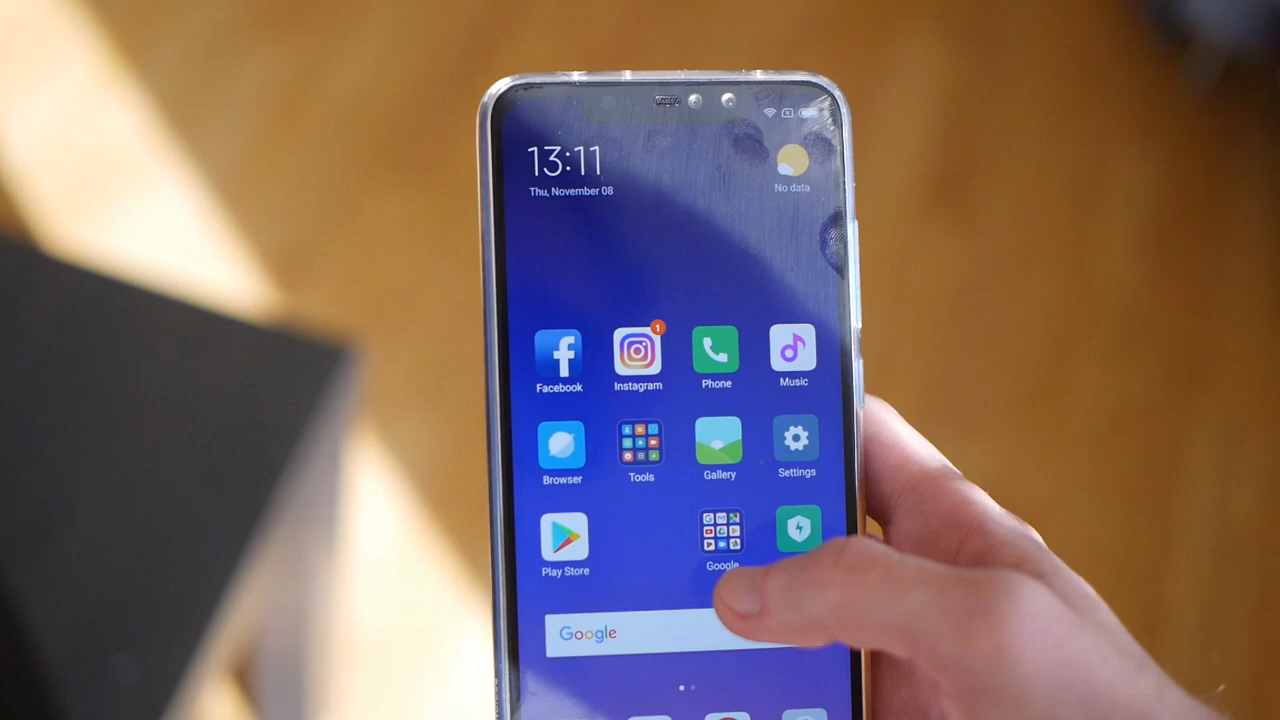 13:11
Thu, November 08
No data
1
Facebook
Instagram
Phone
Music
Browser
Tools
Gallery
Settings
Play Store
Google
Google